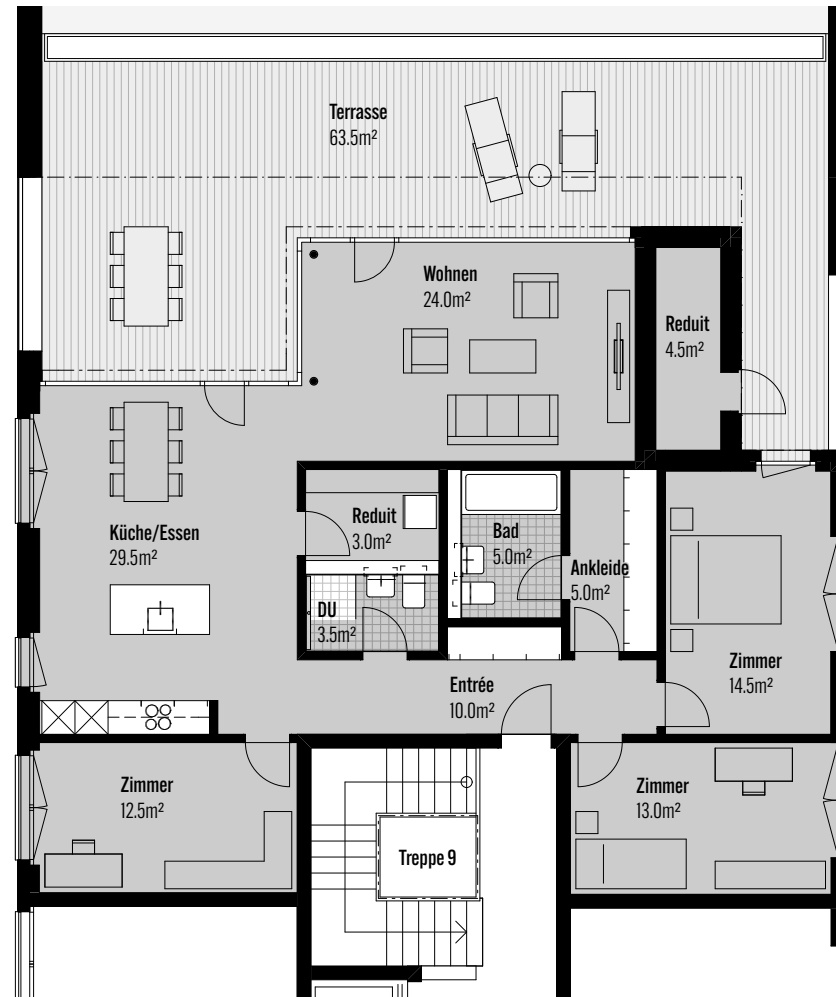 Terrasse
63.5m²
Wohnen
24.0m²
Reduit
4.5m²
Küche/Essen
29.5m²
Reduit
3.0m²
Bad
5.0m²
Ankleide
5.0m²
DU
3.5m²
Entrée
10.0m²
Zimmer
14.5m²
Zimmer
12.5m²
Zimmer
13.0m²
Treppe 9